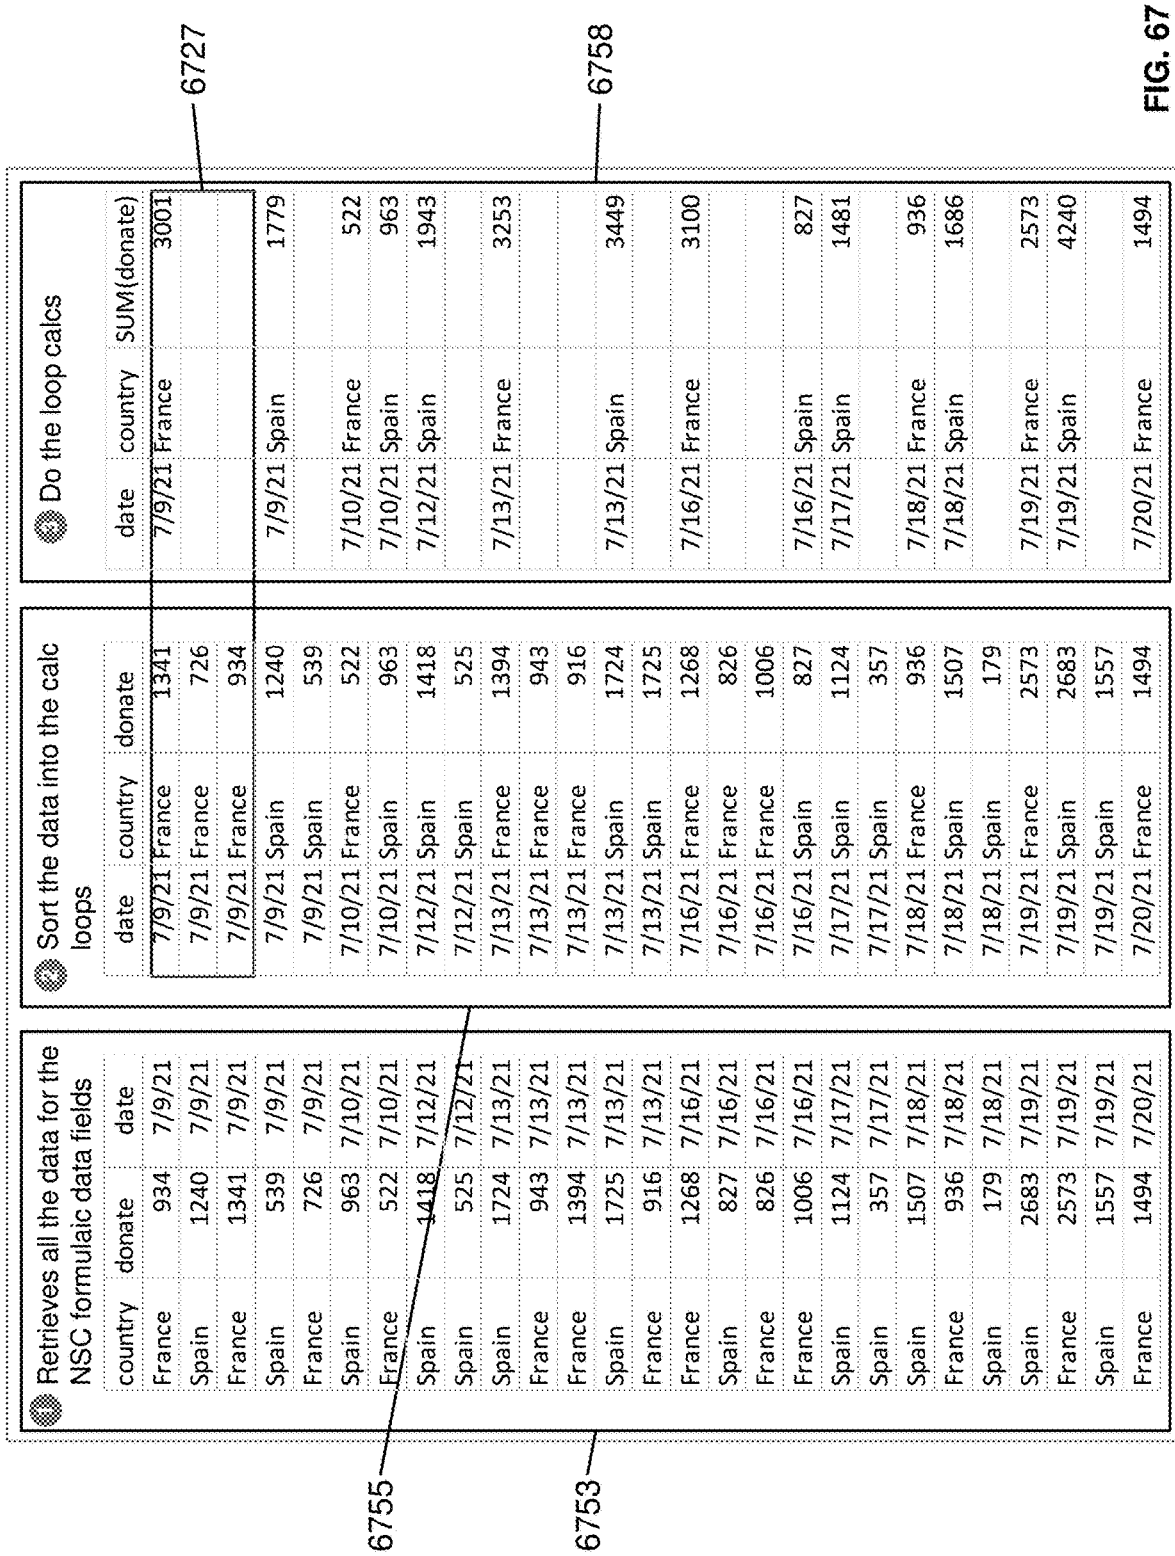 Retrieves all the data for the
NSC formulaic data fields
country donate date
France 934 7/9/21
Spain 1240 7/9/21
France 1341 7/9/21
Spain 539 7/9/21
France 726 7/9/21
Spain 963 7/10/21
France 522 7/10/21
Spain 1418 7/12/21
Spain 525 7/12/21
Spain 1724 7/13/21
France 943 7/13/21
France 1394 7/13/21
Spain 1725 7/13/21
France 916 7/13/21
France 1268 7/16/21
Spain 827 7/16/21
France 826 7/16/21
France 1006 7/16/21
Spain 1124 7/17/21
Spain 357 7/17/21
Spain 1507 7/18/21
France 936 7/18/21
Spain 179 7/18/21
Spain 2683 7/19/21
France 2573 7/19/21
Spain 1557 7/19/21
France 1494 7/20/21
Sort the data into the calc
loops
date country donate
7/9/21 France 1341
7/9/21 France 726
7/9/21 France 934
7/9/21 Spain 1240
7/9/21 Spain 539
7/10/21 France 522
7/10/21 Spain 963
7/12/21 Spain 1418
7/12/21 Spain 525
7/13/21 France 1394
7/13/21 France 943
7/13/21 France 916
7/13/21 Spain 1724
7/13/21 Spain 1725
7/16/21 France 1268
7/16/21 France 826
7/16/21 France 1006
7/16/21 Spain 827
7/17/21 Spain 1124
7/17/21 Spain 357
7/18/21 France 936
7/18/21 Spain 1507
7/18/21 Spain 179
7/19/21 France 2573
7/19/21 Spain 2683
7/19/21 Spain 1557
7/20/21 France 1494
Do the loop calcs
date country SUM(donate)
7/9/21 France 3001
7/9/21 Spain 1779
7/10/21 France 522
7/10/21 Spain 963
7/12/21 Spain 1943
7/13/21 France 3253
7/13/21 Spain 3449
7/16/21 France 3100
7/16/21 Spain 827
7/17/21 Spain 1481
7/18/21 France 936
7/18/21 Spain 1686
7/19/21 France 2573
7/19/21 Spain 4240
7/20/21 France 1494
6755
6753
6727
6758
FIG. 67